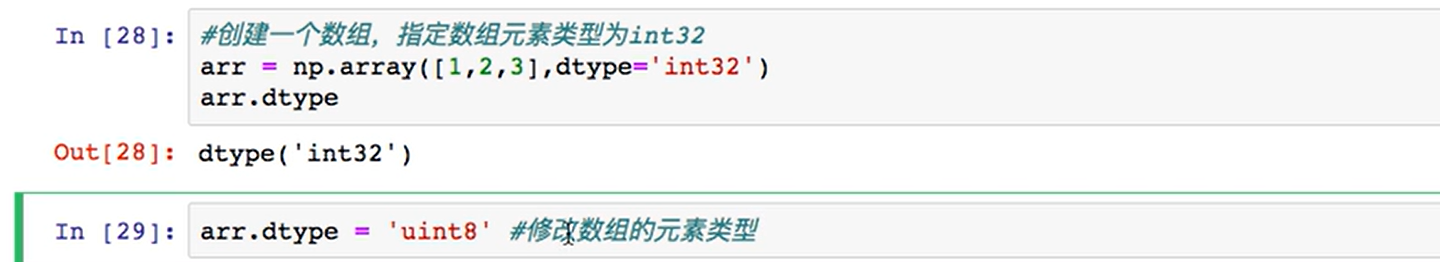 In [28]: #创建一个数组，指定数组元素类型为int32
arr = np.array([1,2,3],dtype='int32')
arr.dtype
Out[28]: dtype('int32')
In [29]: arr.dtype = 'uint8' #修改数组的元素类型